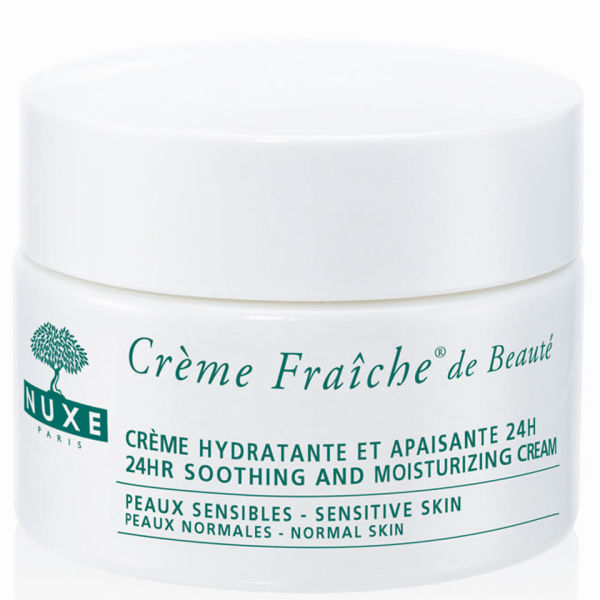 Crème Fraîche® de Beauté
NUXE
PARIS
CRÈME HYDRATANTE ET APAISANTE 24H
24HR SOOTHING AND MOISTURIZING CREAM
PEAUX SENSIBLES - SENSITIVE SKIN
PEAUX NORMALES - NORMAL SKIN